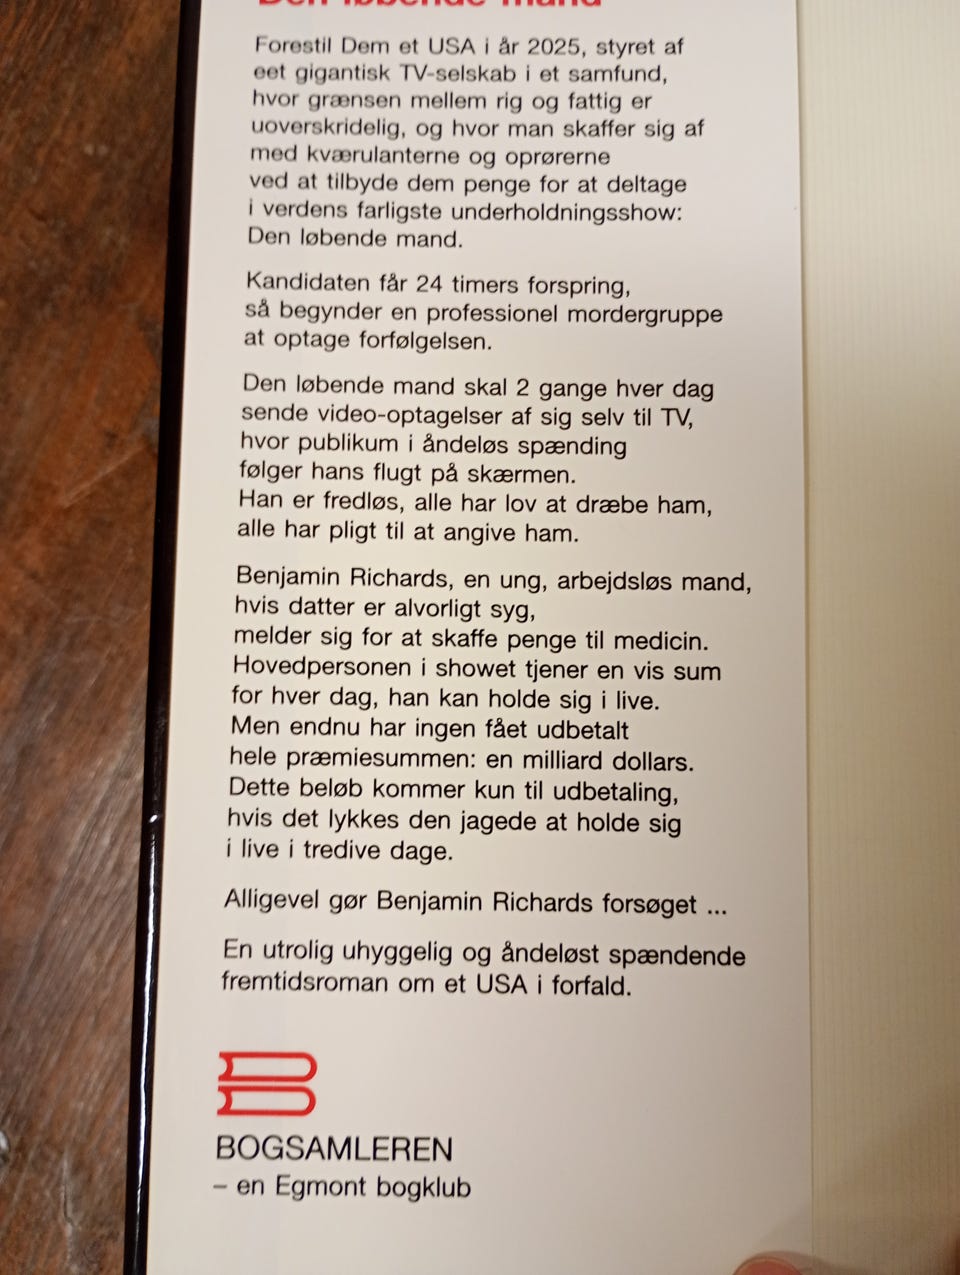 Den løbende mand
Forestil Dem et USA i år 2025, styret af
eet gigantisk TV-selskab i et samfund,
hvor grænsen mellem rig og fattig er
uoverskridelig, og hvor man skaffer sig af
med kværulanterne og oprørerne
ved at tilbyde dem penge for at deltage
i verdens farligste underholdningsshow:
Den løbende mand.
Kandidaten får 24 timers forspring,
så begynder en professionel mordergruppe
at optage forfølgelsen.
Den løbende mand skal 2 gange hver dag
sende video-optagelser af sig selv til TV,
hvor publikum i åndeløs spænding
følger hans flugt på skærmen.
Han er fredløs, alle har lov at dræbe ham,
alle har pligt til at angive ham.
Benjamin Richards, en ung, arbejdsløs mand,
hvis datter er alvorligt syg,
melder sig for at skaffe penge til medicin.
Hovedpersonen i showet tjener en vis sum
for hver dag, han kan holde sig i live.
Men endnu har ingen fået udbetalt
hele præmiesummen: en milliard dollars.
Dette beløb kommer kun til udbetaling,
hvis det lykkes den jagede at holde sig
i live i tredive dage.
Alligevel gør Benjamin Richards forsøget ...
En utrolig uhyggelig og åndeløst spændende
fremtidsroman om et USA i forfald.
BOGSAMLEREN
– en Egmont bogklub